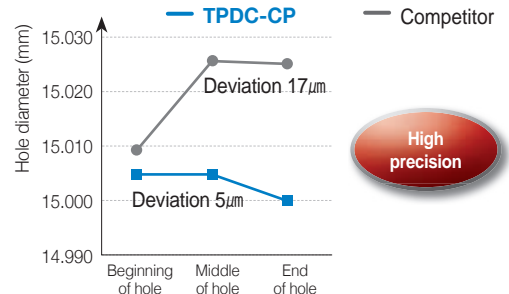 TPDC-CP
Competitor
Hole diameter (mm)
15.030
15.020
15.010
15.000
14.990
Deviation 17㎛
Deviation 5㎛
Beginning
of hole
Middle
of hole
End
of hole
High
precision